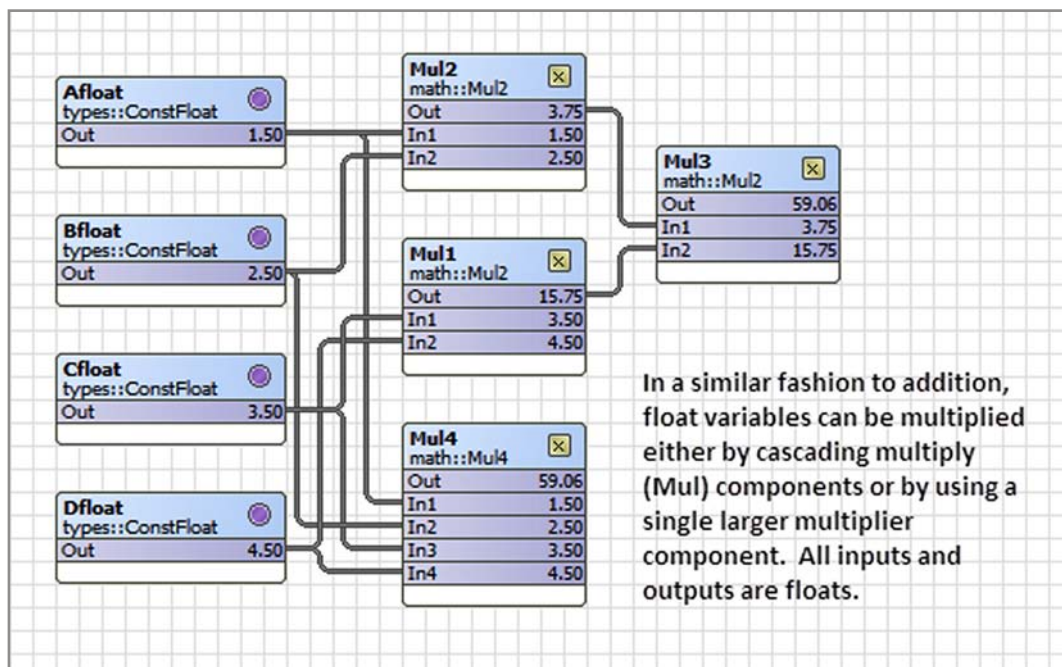 Afloat
types::ConstFloat
Out 1.50
Bfloat
types::ConstFloat
Out 2.50
Cfloat
types::ConstFloat
Out 3.50
Dfloat
types::ConstFloat
Out 4.50
Mul2
math::Mul2
Out 3.75
In1 1.50
In2 2.50
Mul1
math::Mul2
Out 15.75
In1 3.50
In2 4.50
Mul4
math::Mul4
Out 59.06
In1 1.50
In2 2.50
In3 3.50
In4 4.50
Mul3
math::Mul2
Out 59.06
In1 3.75
In2 15.75
In a similar fashion to addition,
float variables can be multiplied
either by cascading multiply
(Mul) components or by using a
single larger multiplier
component. All inputs and
outputs are floats.